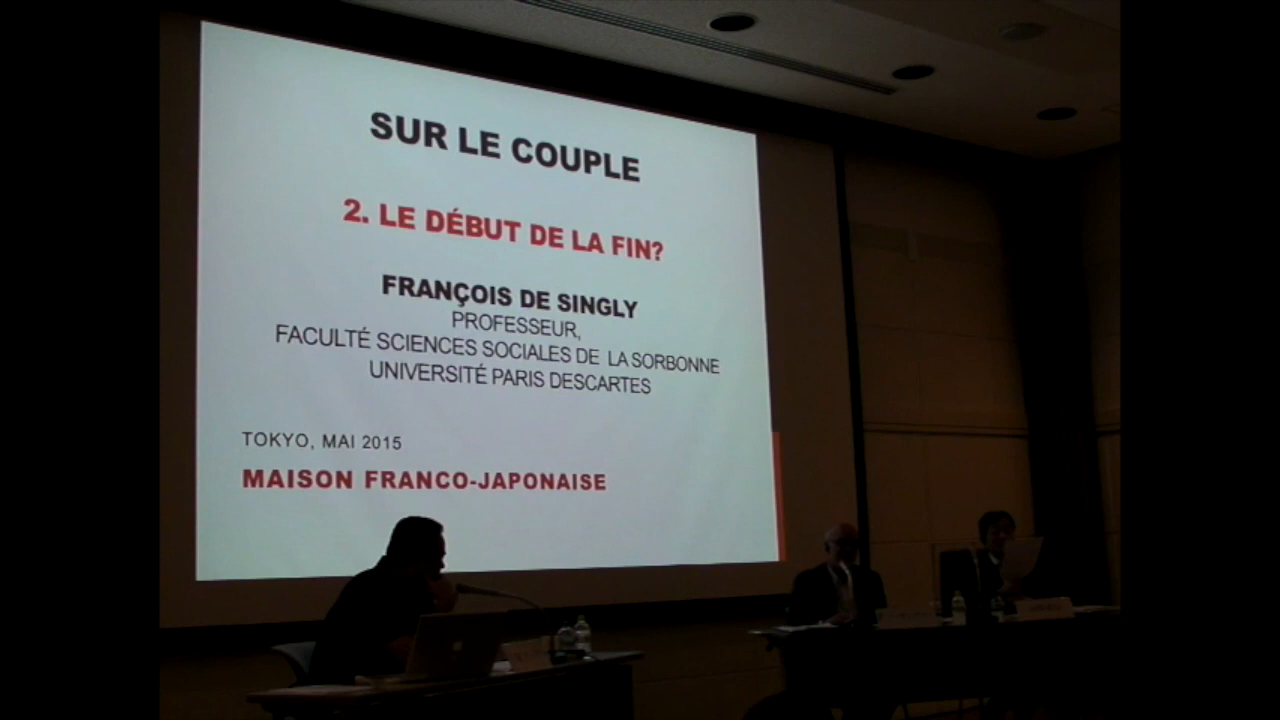 SUR LE COUPLE
2. LE DÉBUT DE LA FIN?
FRANÇOIS DE SINGLY
PROFESSEUR,
FACULTÉ SCIENCES SOCIALES DE LA SORBONNE
UNIVERSITÉ PARIS DESCARTES
TOKYO, MAI 2015
MAISON FRANCO-JAPONAISE